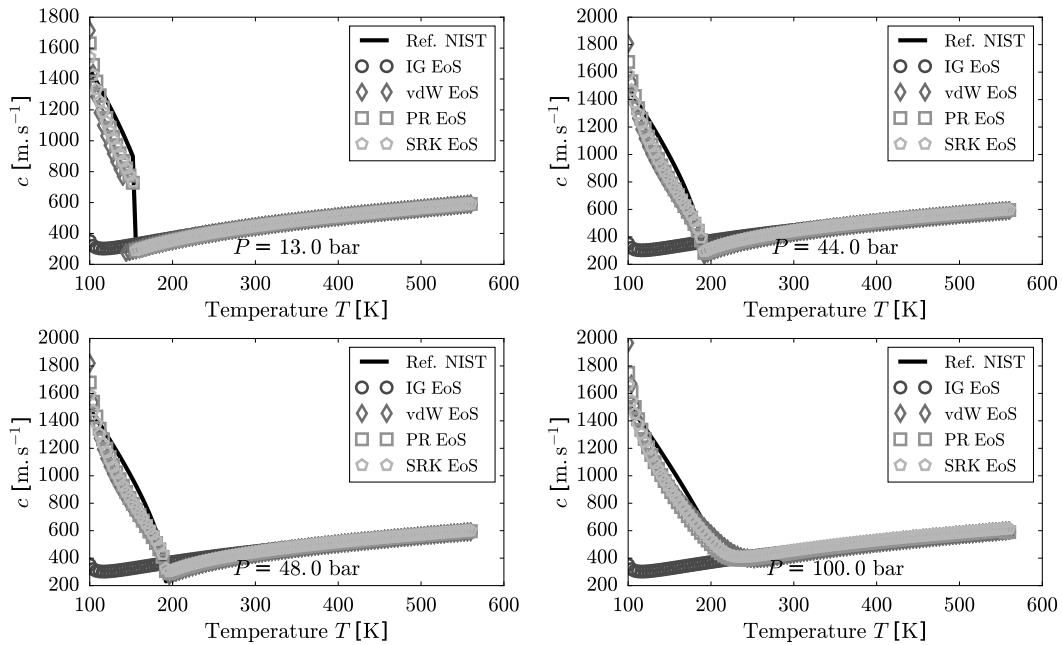 1800
1600
1400
1200
1000
800
600
400
200
c [m.s⁻¹]
Ref. NIST
IG EoS
vdW EoS
PR EoS
SRK EoS
P = 13.0 bar
100 200 300 400 500 600
Temperature T [K]
2000
1800
1600
1400
1200
1000
800
600
400
200
c [m.s⁻¹]
Ref. NIST
IG EoS
vdW EoS
PR EoS
SRK EoS
P = 44.0 bar
100 200 300 400 500 600
Temperature T [K]
2000
1800
1600
1400
1200
1000
800
600
400
200
c [m.s⁻¹]
Ref. NIST
IG EoS
vdW EoS
PR EoS
SRK EoS
P = 48.0 bar
100 200 300 400 500 600
Temperature T [K]
2000
1800
1600
1400
1200
1000
800
600
400
200
c [m.s⁻¹]
Ref. NIST
IG EoS
vdW EoS
PR EoS
SRK EoS
P = 100.0 bar
100 200 300 400 500 600
Temperature T [K]